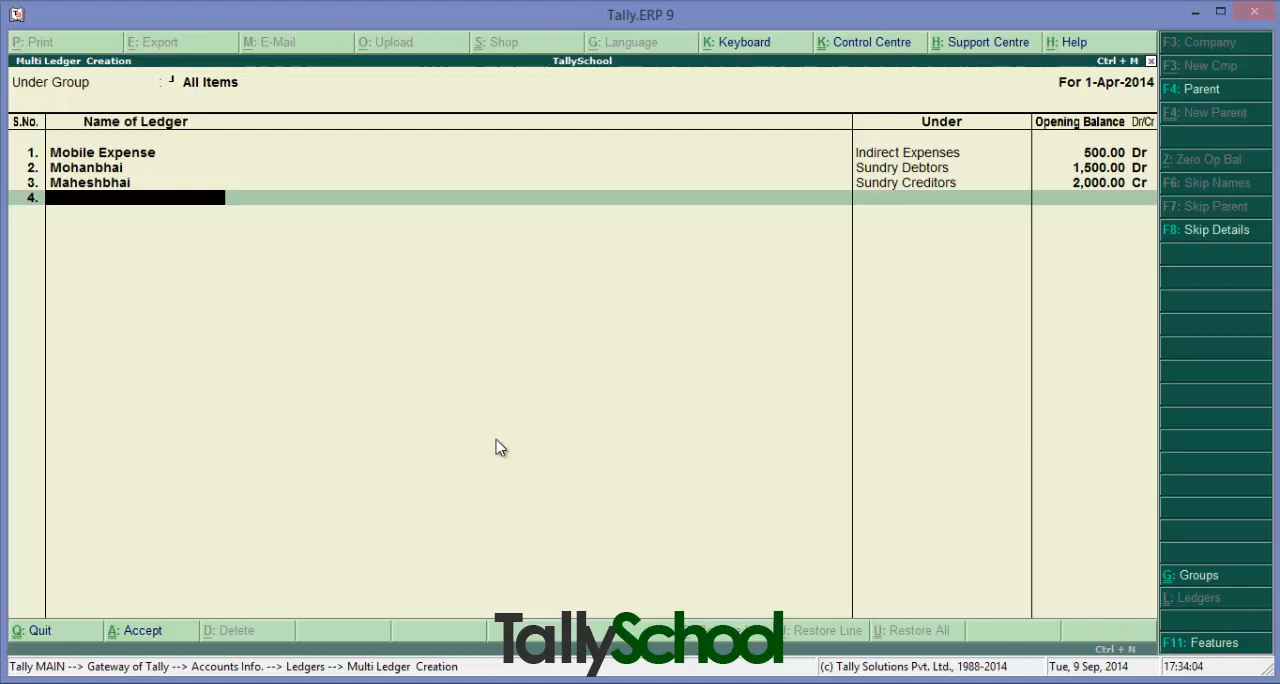 Tally.ERP 9
P: Print E: Export M: E-Mail O: Upload S: Shop G: Language K: Keyboard K: Control Centre H: Support Centre H: Help
Multi Ledger Creation TallySchool Ctrl + M
Under Group : All Items For 1-Apr-2014
S.No. Name of Ledger Under Opening Balance Dr/Cr
1. Mobile Expense Indirect Expenses 500.00 Dr
2. Mohanbhai Sundry Debtors 1,500.00 Dr
3. Maheshbhai Sundry Creditors 2,000.00 Cr
4.
F3: Company
F3: New Cmp
F4: Parent
F4: New Parent
Z: Zero Op Bal
F6: Skip Names
F7: Skip Parent
F8: Skip Details
G: Groups
L: Ledgers
F11: Features
Q: Quit A: Accept D: Delete : Restore Line U: Restore All
TallySchool
Ctrl + N
Tally MAIN --> Gateway of Tally --> Accounts Info. --> Ledgers --> Multi Ledger Creation (c) Tally Solutions Pvt. Ltd., 1988-2014 Tue, 9 Sep, 2014 17:34:04